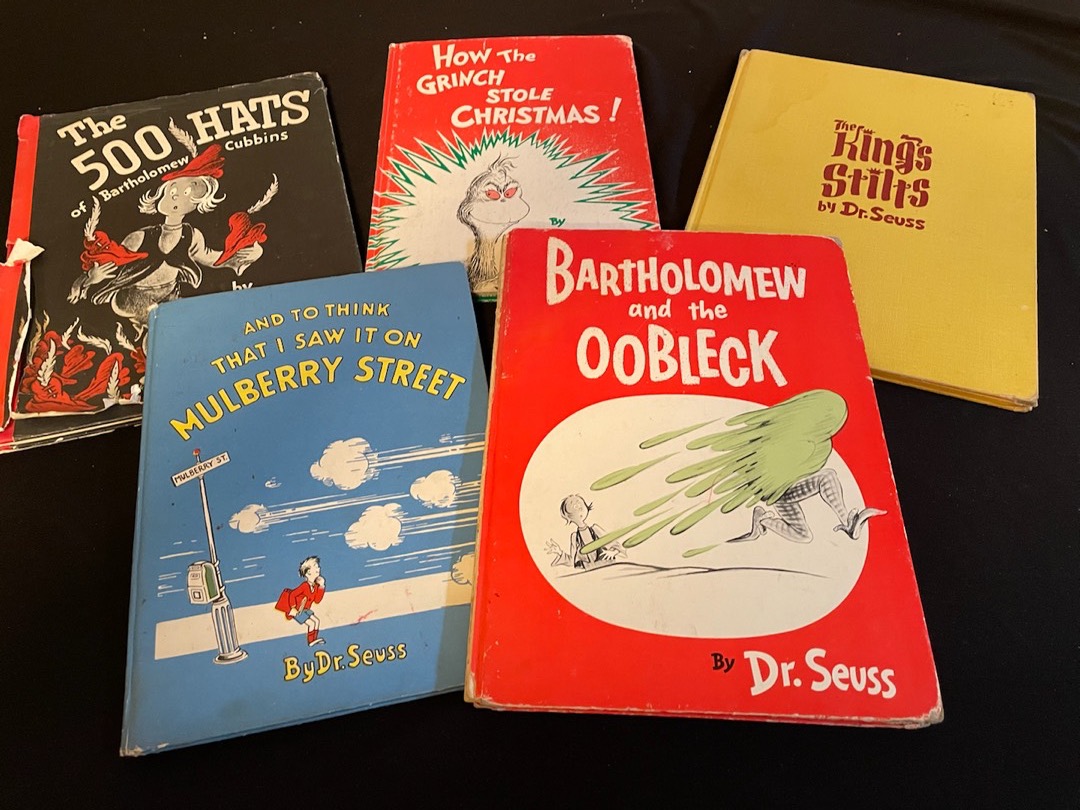 The
500 HATS
of Bartholomew Cubbins
by
How The
GRINCH
STOLE
CHRISTMAS!
BY
The
King's
Stilts
by Dr. Seuss
AND TO THINK
THAT I SAW IT ON
MULBERRY STREET
MULBERRY ST.
By Dr. Seuss
BARTHOLOMEW
and the
OOBLECK
By Dr. Seuss